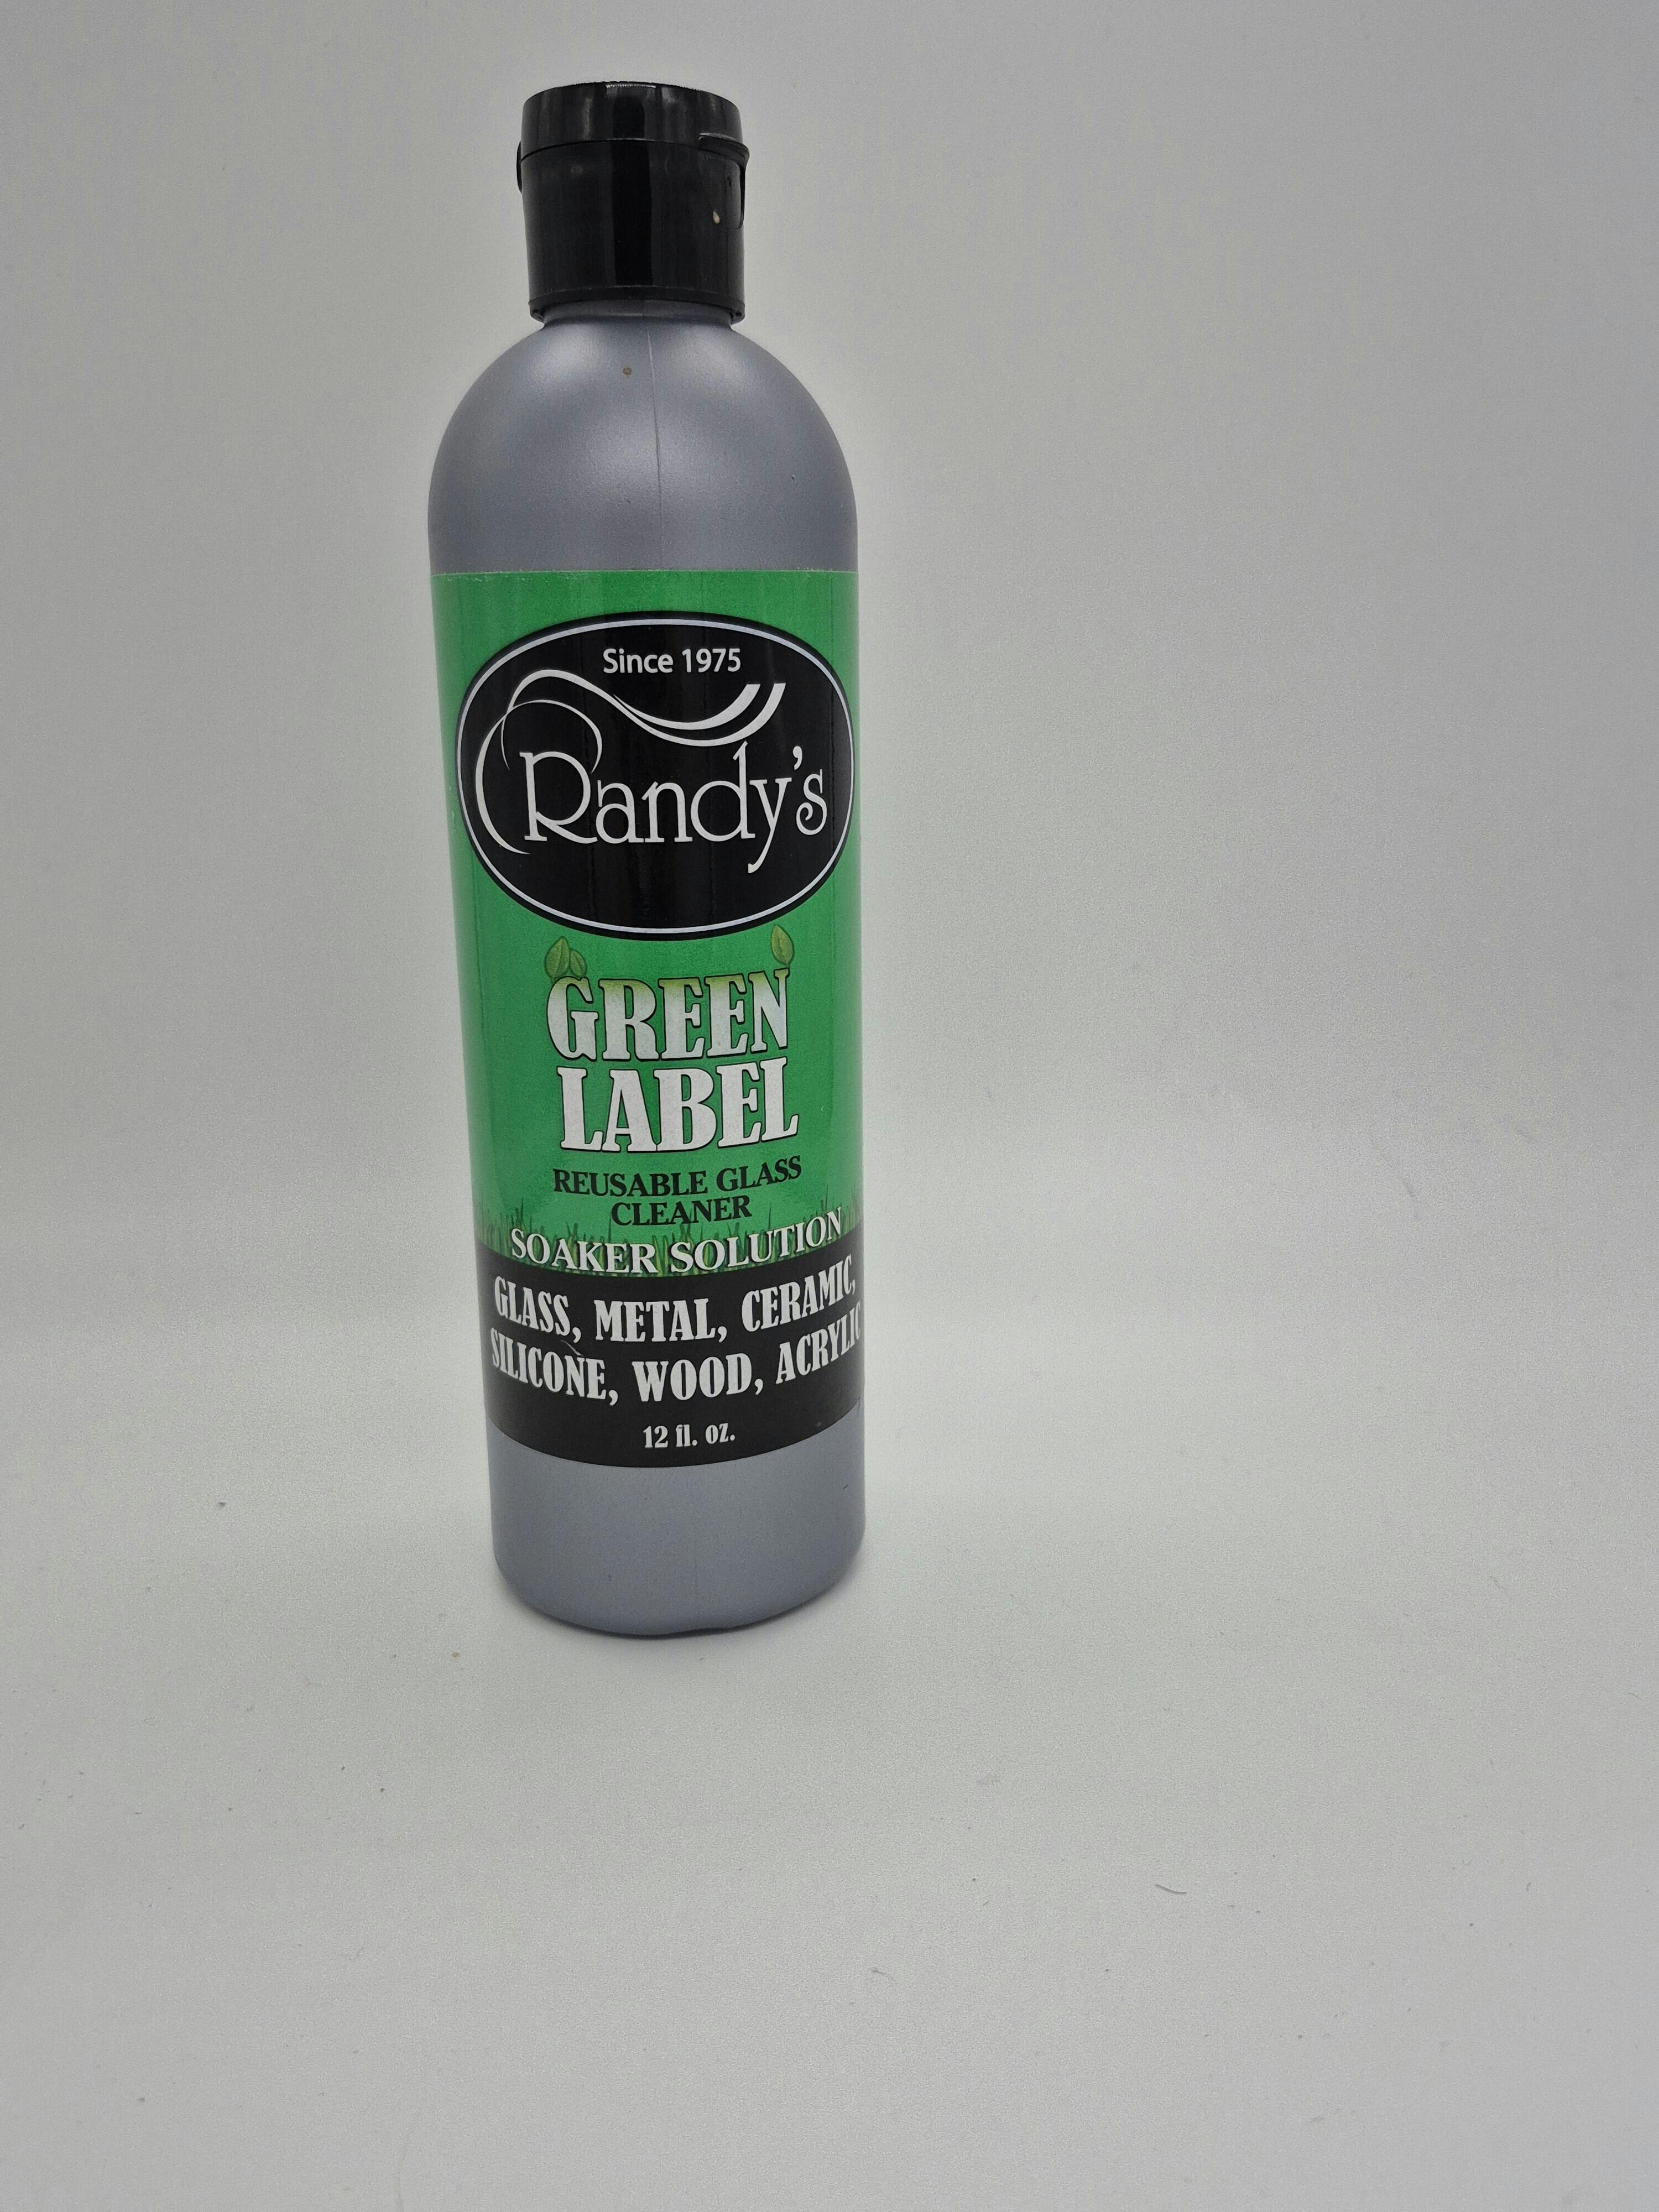 Since 1975
Randy's
GREEN
LABEL
REUSABLE GLASS
CLEANER
SOAKER SOLUTION
GLASS, METAL, CERAMIC,
SILICONE, WOOD, ACRYLIC
12 fl. oz.